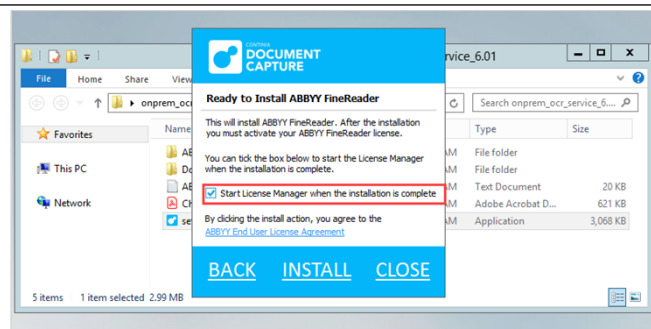 CONTINIA
DOCUMENT
CAPTURE
rvice_6.01
File Home Share View
onprem_ocr
Search onprem_ocr_service_6....
Ready to Install ABBYY FineReader
This will install ABBYY FineReader. After the installation
you must activate your ABBYY FineReader license.
You can tick the box below to start the License Manager
when the installation is complete.
Start License Manager when the installation is complete
By clicking the install action, you agree to the
ABBYY End User License Agreement
BACK INSTALL CLOSE
Favorites
This PC
Network
Name Type Size
AB AM File folder
Do AM File folder
AB AM Text Document 20 KB
Ch AM Adobe Acrobat D... 621 KB
se AM Application 3,068 KB
5 items 1 item selected 2.99 MB